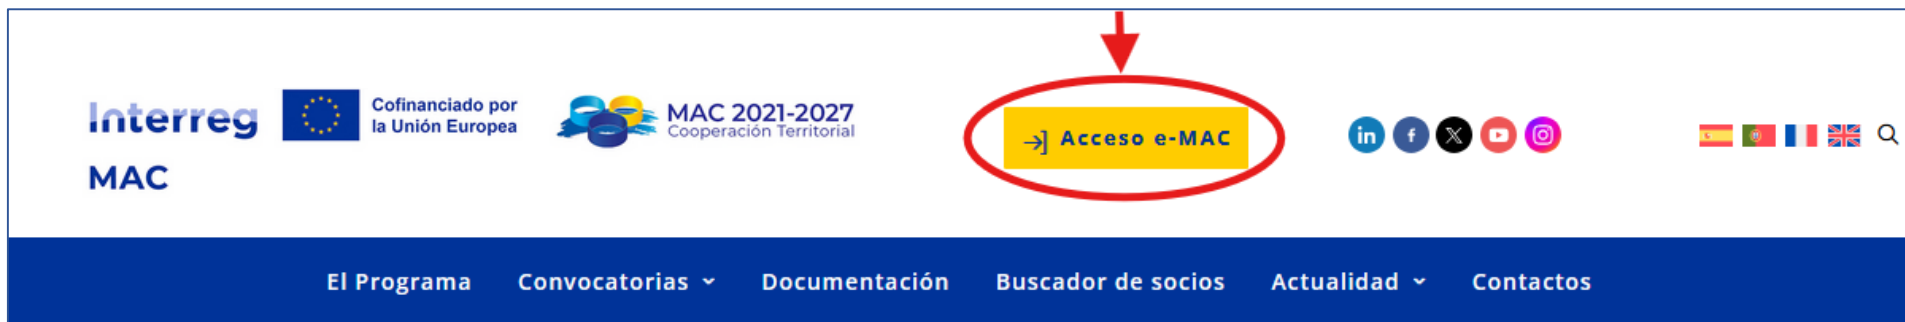 Interreg
MAC
Cofinanciado por
la Unión Europea
MAC 2021-2027
Cooperación Territorial
Acceso e-MAC
El Programa Convocatorias Documentación Buscador de socios Actualidad Contactos